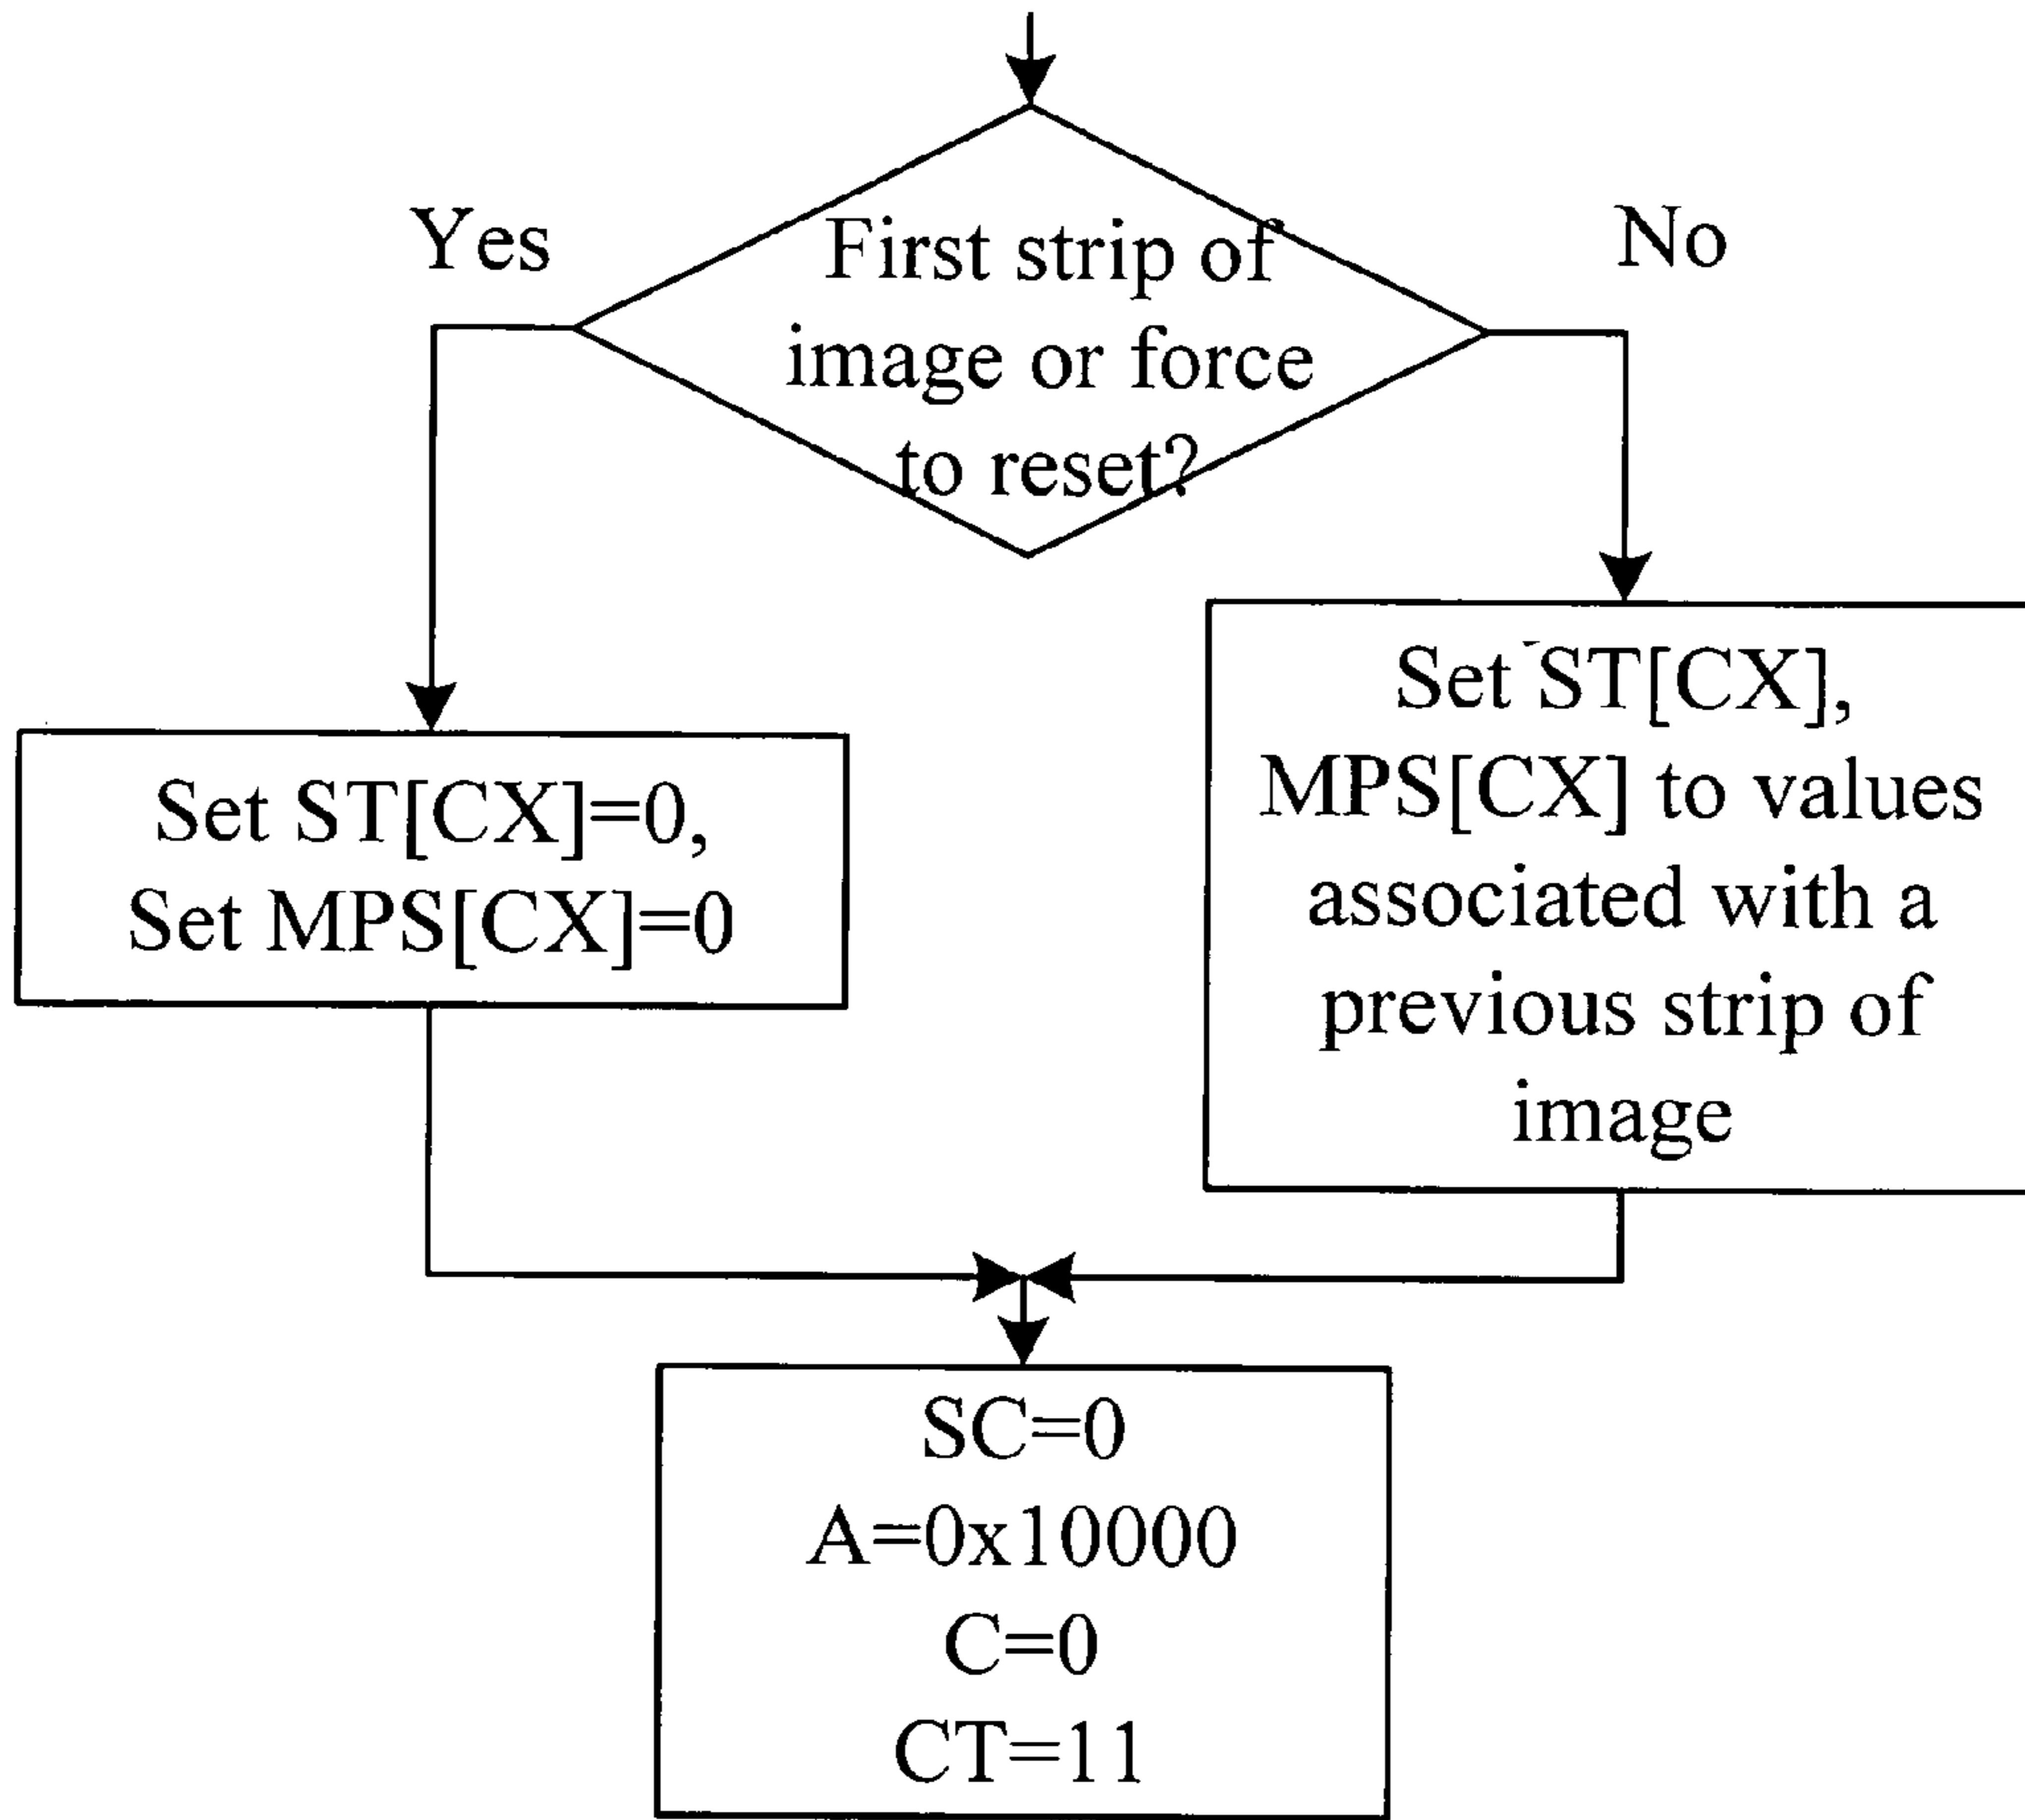 First strip of
image or force
to reset?
Yes
No
Set ST[CX]=0,
Set MPS[CX]=0
Set ST[CX],
MPS[CX] to values
associated with a
previous strip of
image
SC=0
A=0x10000
C=0
CT=11